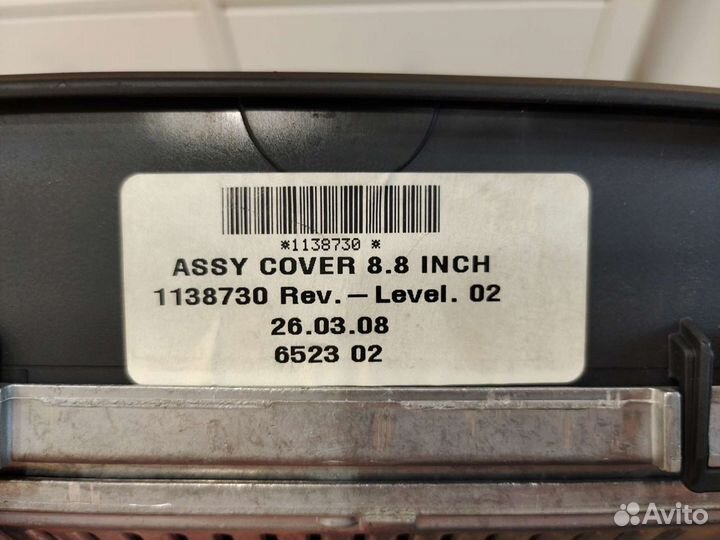 *1138730 *
ASSY COVER 8.8 INCH
1138730 Rev.-Level. 02
26.03.08
6523 02
Avito